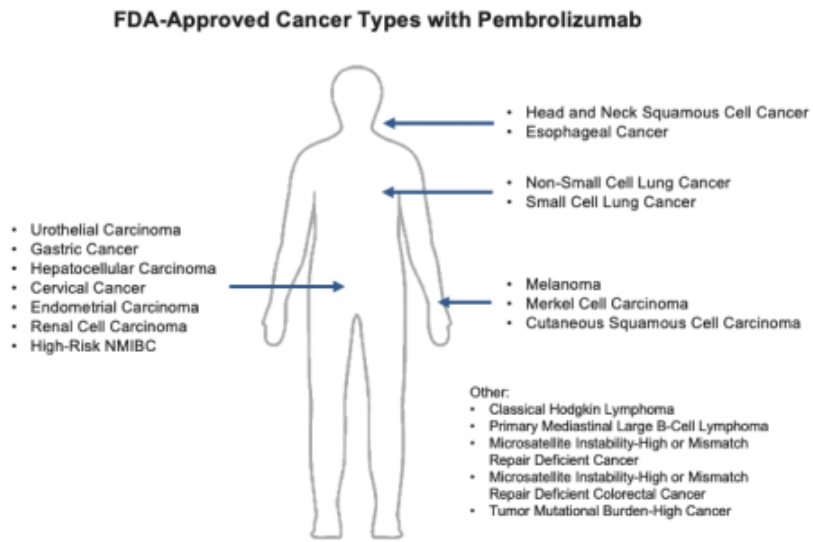 FDA-Approved Cancer Types with Pembrolizumab
• Head and Neck Squamous Cell Cancer
• Esophageal Cancer
• Non-Small Cell Lung Cancer
• Small Cell Lung Cancer
• Urothelial Carcinoma
• Gastric Cancer
• Hepatocellular Carcinoma
• Cervical Cancer
• Endometrial Carcinoma
• Renal Cell Carcinoma
• High-Risk NMIBC
• Melanoma
• Merkel Cell Carcinoma
• Cutaneous Squamous Cell Carcinoma
Other:
• Classical Hodgkin Lymphoma
• Primary Mediastinal Large B-Cell Lymphoma
• Microsatellite Instability-High or Mismatch
Repair Deficient Cancer
• Microsatellite Instability-High or Mismatch
Repair Deficient Colorectal Cancer
• Tumor Mutational Burden-High Cancer